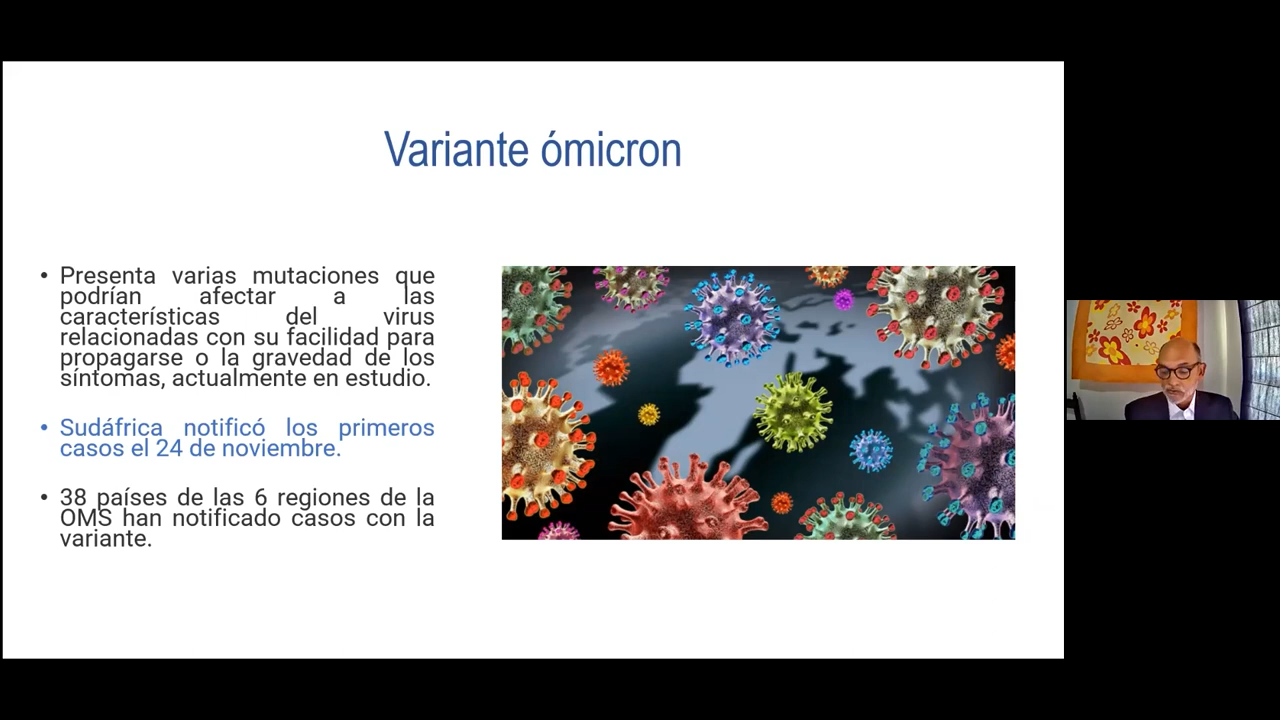 Variante ómicron
• Presenta varias mutaciones que
podrían afectar a las
características del virus
relacionadas con su facilidad para
propagarse o la gravedad de los
síntomas, actualmente en estudio.
• Sudáfrica notificó los primeros
casos el 24 de noviembre.
• 38 países de las 6 regiones de la
OMS han notificado casos con la
variante.